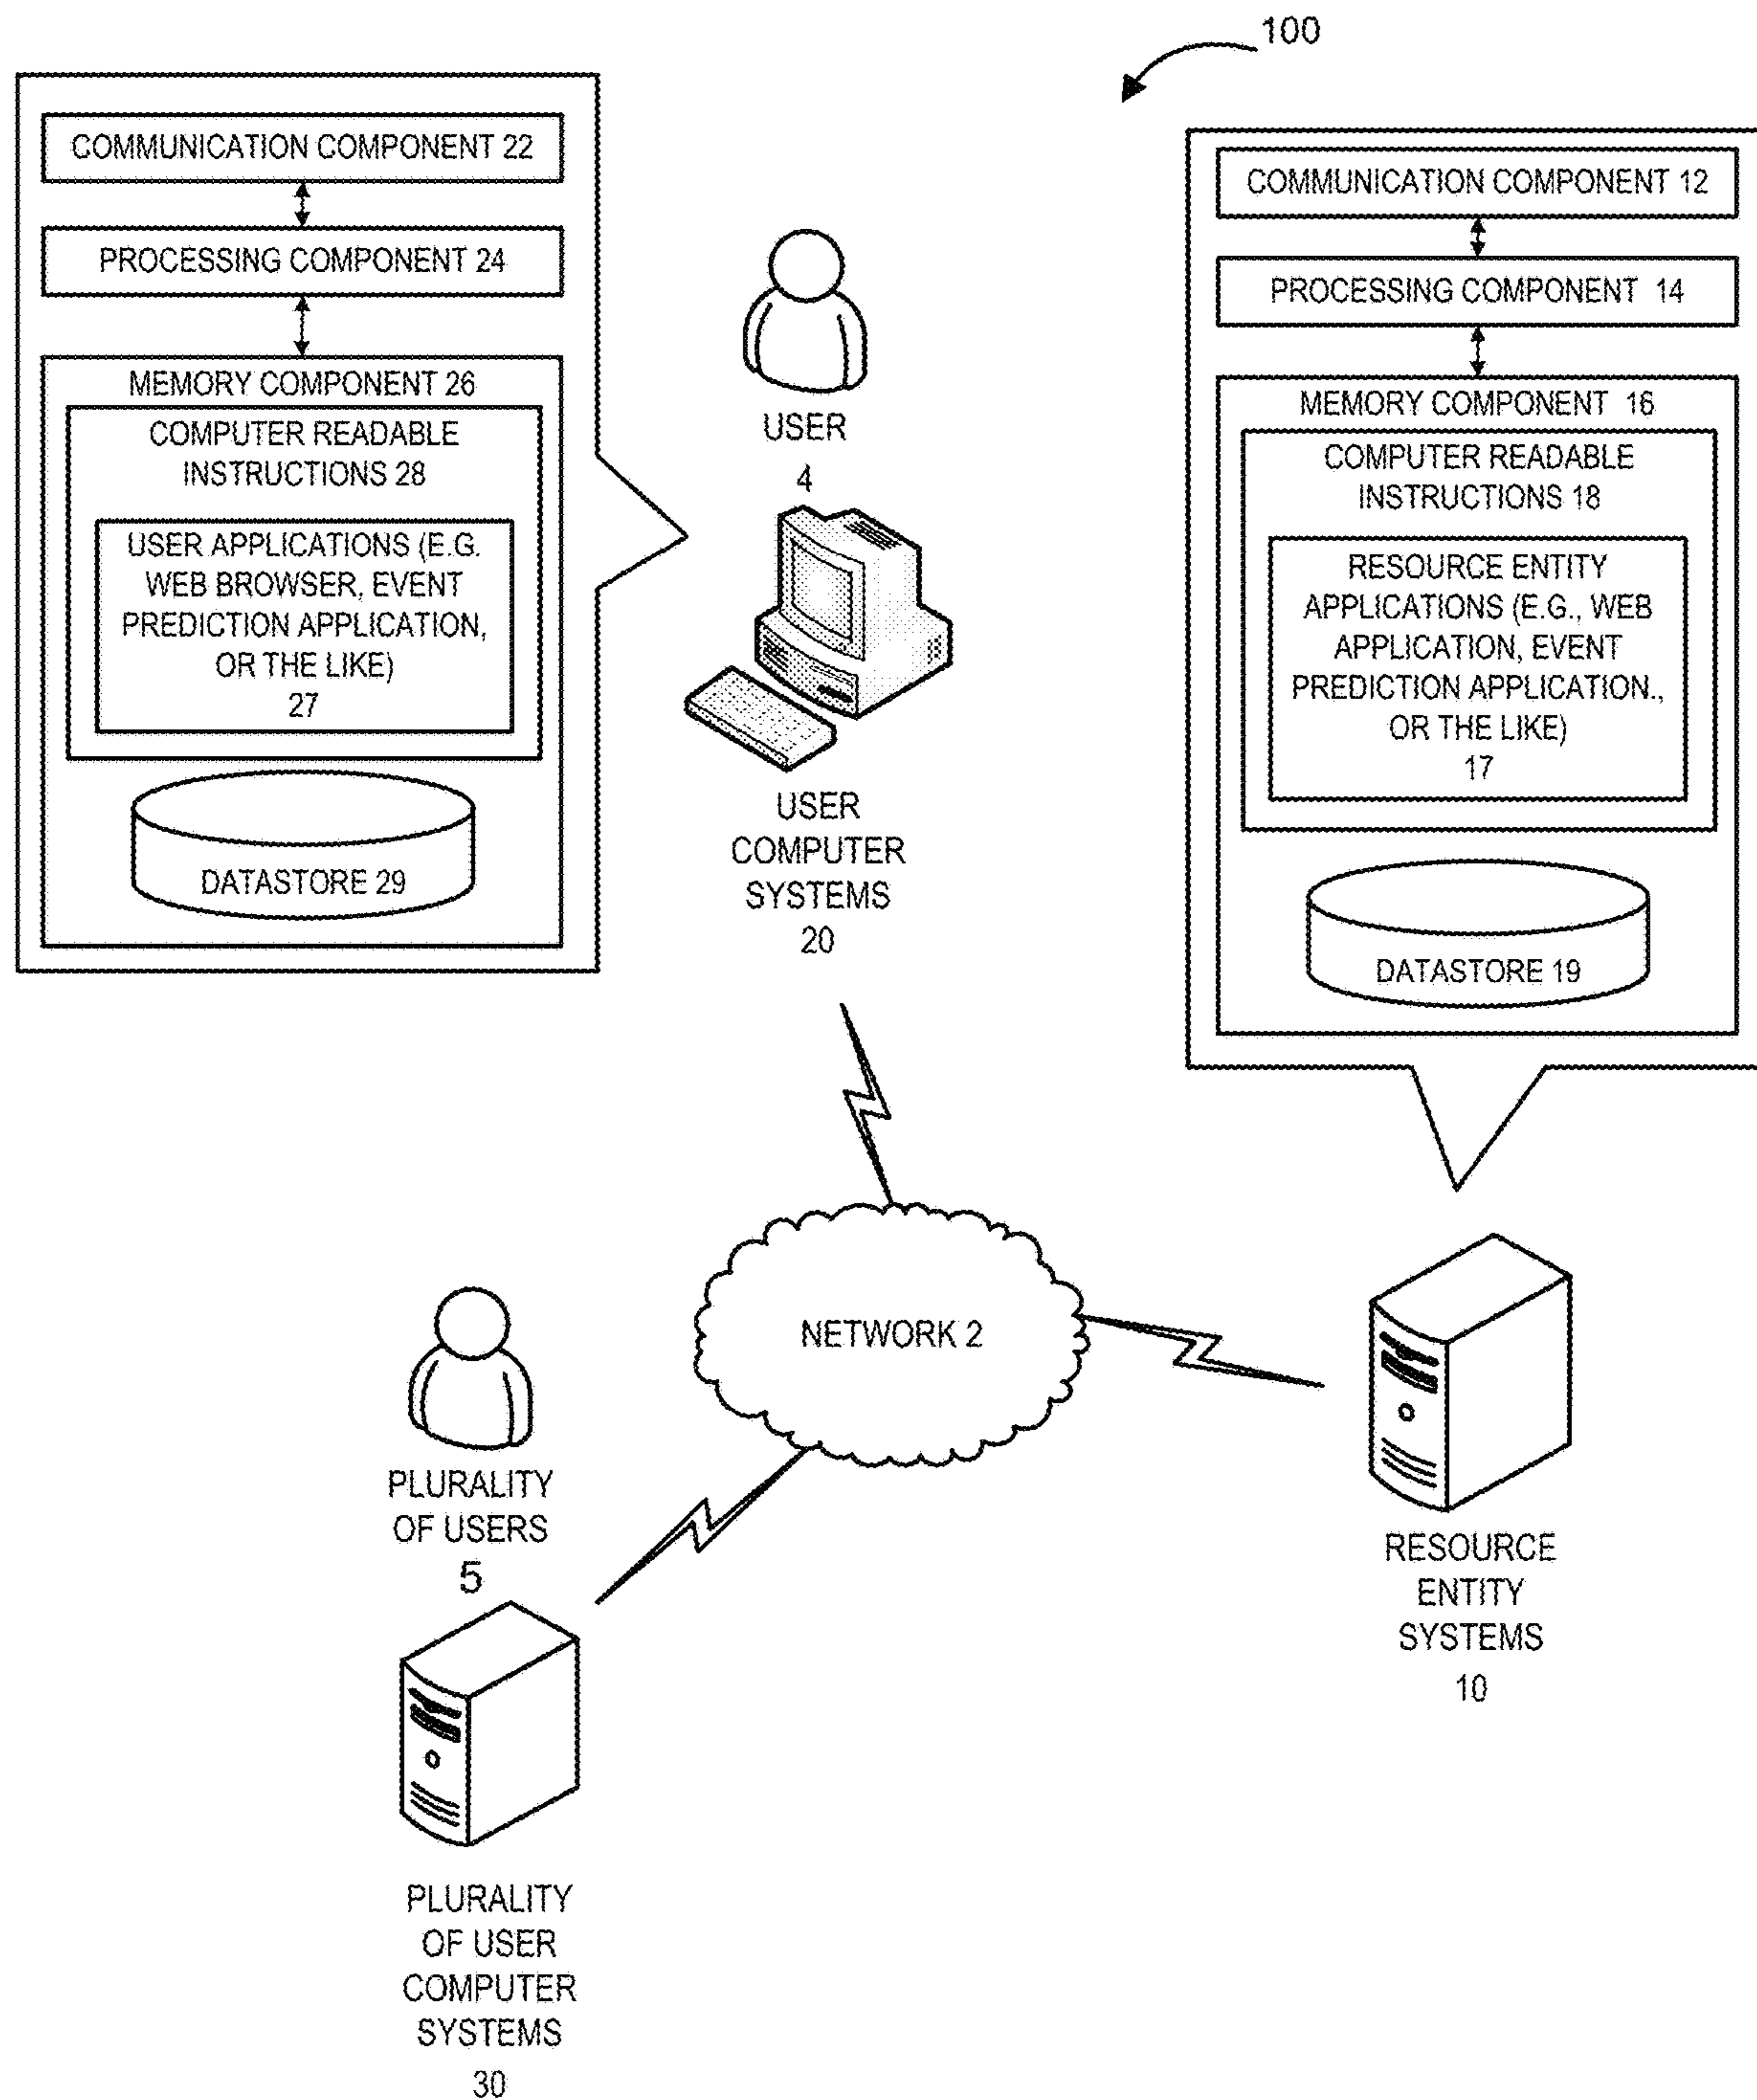 100
COMMUNICATION COMPONENT 22
PROCESSING COMPONENT 24
MEMORY COMPONENT 26
COMPUTER READABLE
INSTRUCTIONS 28
USER APPLICATIONS (E.G.
WEB BROWSER, EVENT
PREDICTION APPLICATION,
OR THE LIKE)
27
DATASTORE 29
USER
4
USER
COMPUTER
SYSTEMS
20
COMMUNICATION COMPONENT 12
PROCESSING COMPONENT 14
MEMORY COMPONENT 16
COMPUTER READABLE
INSTRUCTIONS 18
RESOURCE ENTITY
APPLICATIONS (E.G., WEB
APPLICATION, EVENT
PREDICTION APPLICATION.,
OR THE LIKE)
17
DATASTORE 19
NETWORK 2
PLURALITY
OF USERS
5
PLURALITY
OF USER
COMPUTER
SYSTEMS
30
RESOURCE
ENTITY
SYSTEMS
10